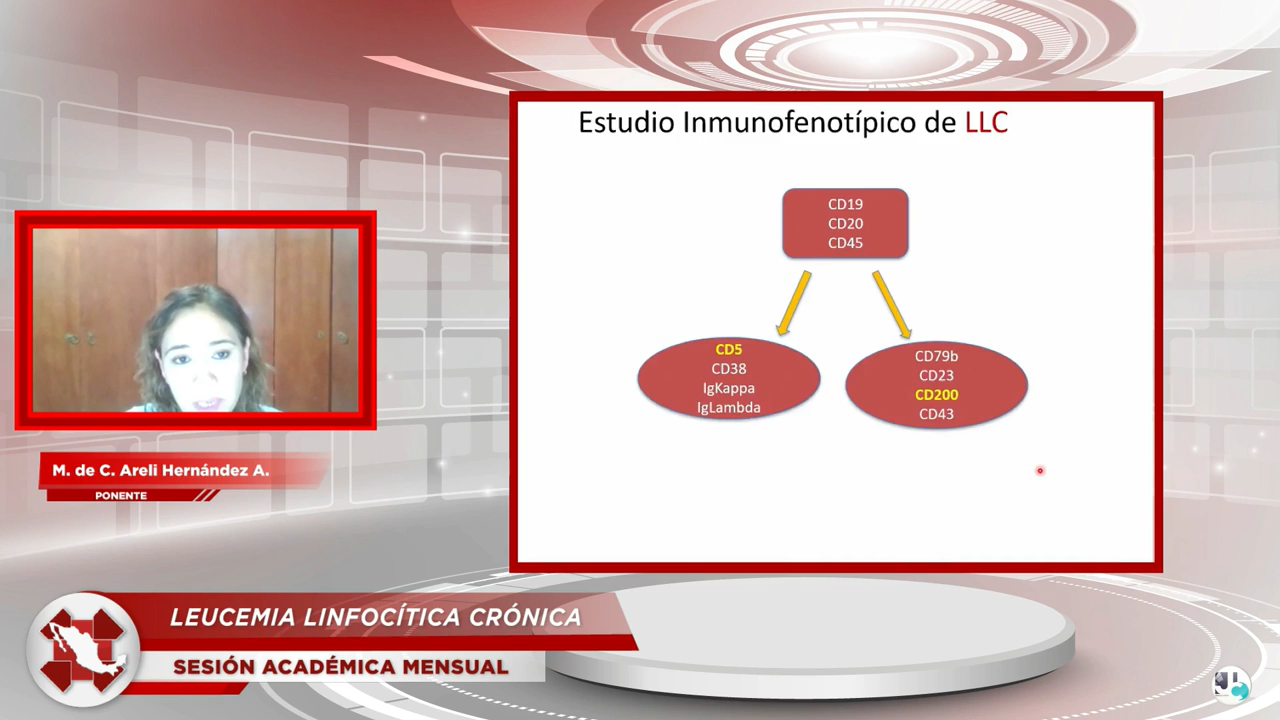 Estudio Inmunofenotípico de LLC
CD19
CD20
CD45
CD5
CD38
IgKappa
IgLambda
CD79b
CD23
CD200
CD43
M. de C. Areli Hernández A.
PONENTE
LEUCEMIA LINFOCÍTICA CRÓNICA
SESIÓN ACADÉMICA MENSUAL